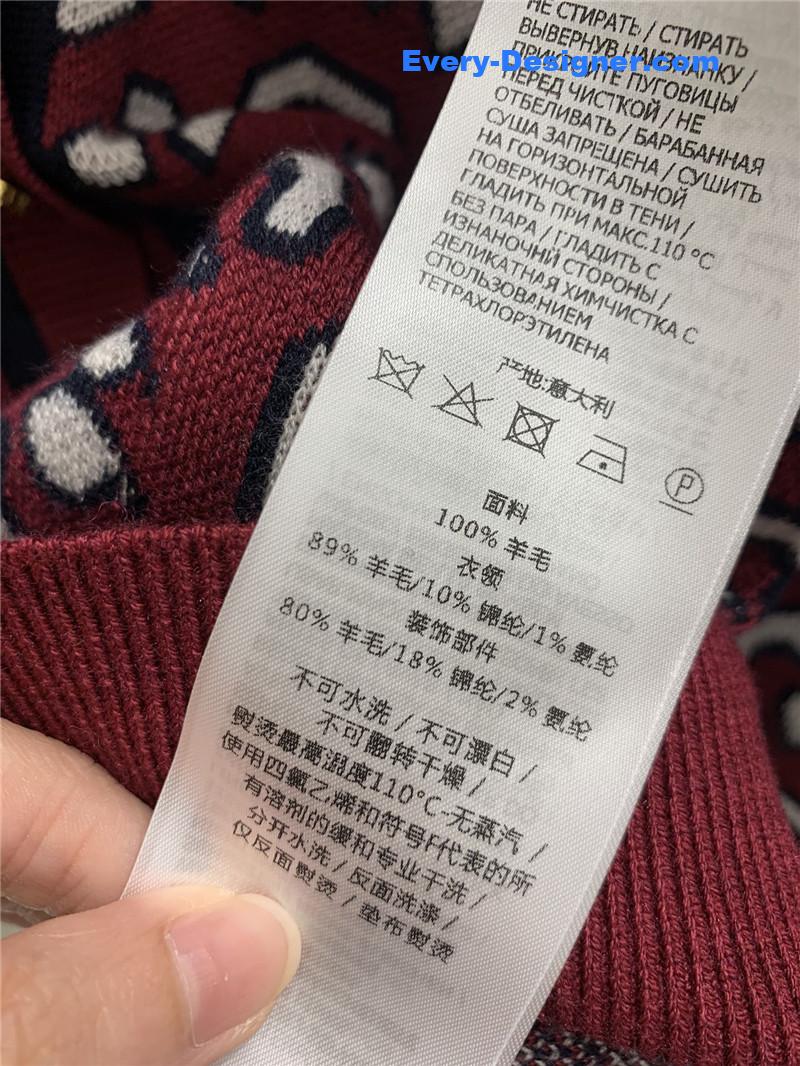 НЕ СТИРАТЬ / СТИРАТЬ
ВЫВЕРНУВ НАИЗНАНКУ /
Every-Designer.com
ПРИКРОЙТЕ ПУГОВИЦЫ
ПЕРЕД ЧИСТКОЙ / НЕ
ОТБЕЛИВАТЬ / БАРАБАННАЯ
СУША ЗАПРЕЩЕНА / СУШИТЬ
НА ГОРИЗОНТАЛЬНОЙ
ПОВЕРХНОСТИ В ТЕНИ /
ГЛАДИТЬ ПРИ МАКС.110 °C
БЕЗ ПАРА / ГЛАДИТЬ С
ИЗНАНОЧНИЙ СТОРОНЫ /
ДЕЛИКАТНАЯ ХИМЧИСТКА С
СПОЛЬЗОВАНИЕМ
ТЕТРАХЛОРЭТИЛЕНА
产地:意大利
P
面料
100% 羊毛
衣领
89% 羊毛/10% 锦纶/1% 氨纶
装饰部件
80% 羊毛/18% 锦纶/2% 氨纶
不可水洗 / 不可漂白 /
不可翻转干燥 /
熨烫最高温度110°C-无蒸汽 /
使用四氯乙烯和符号F代表的所
有溶剂的缓和专业干洗 /
分开水洗 / 反面洗涤 /
仅反面熨烫 / 垫布熨烫